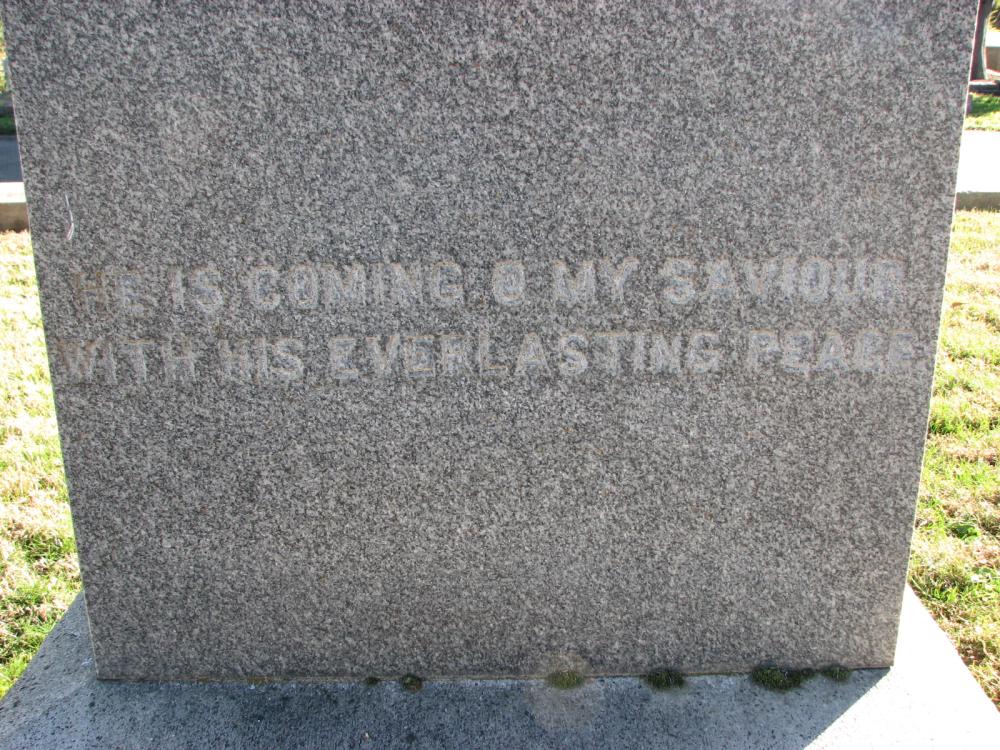 HE IS COMING O MY SAVIOUR
WITH HIS EVERLASTING PEACE.